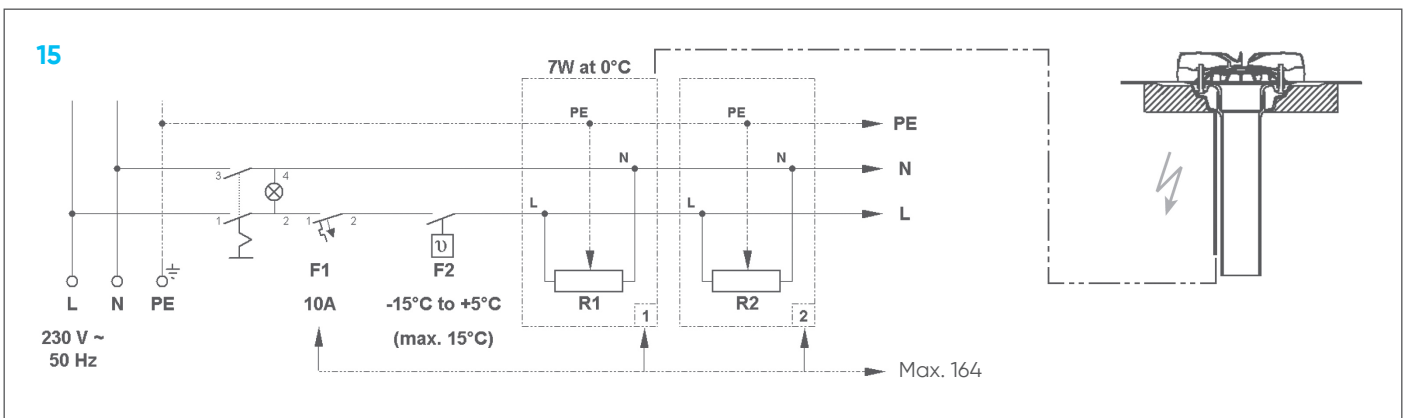 15
7W at 0°C
PE PE PE
N N N
3 4
L L L
1 2 1 2
υ
F1 F2 R1 R2
L N PE 10A -15°C to +5°C 1 2
230 V ~ (max. 15°C)
50 Hz
Max. 164